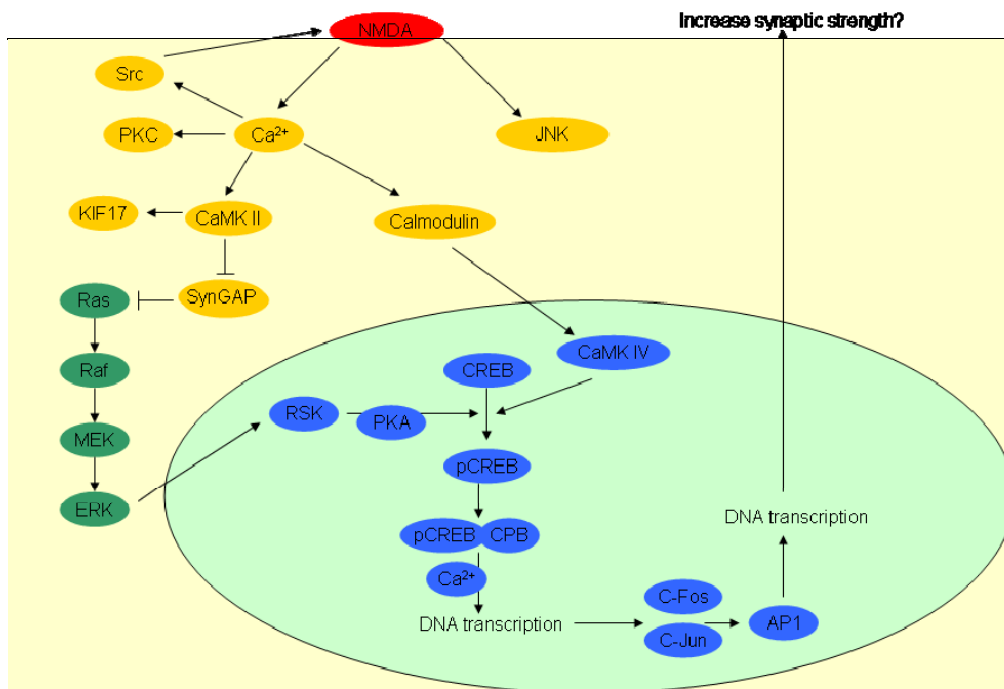 Increase synaptic strength?
NMDA
Src
PKC
Ca²⁺
JNK
KIF17
CaMK II
Calmodulin
Ras
SynGAP
Raf
CaMK IV
CREB
RSK
PKA
MEK
pCREB
ERK
pCREB
CPB
DNA transcription
Ca²⁺
C-Fos
DNA transcription
C-Jun
AP1